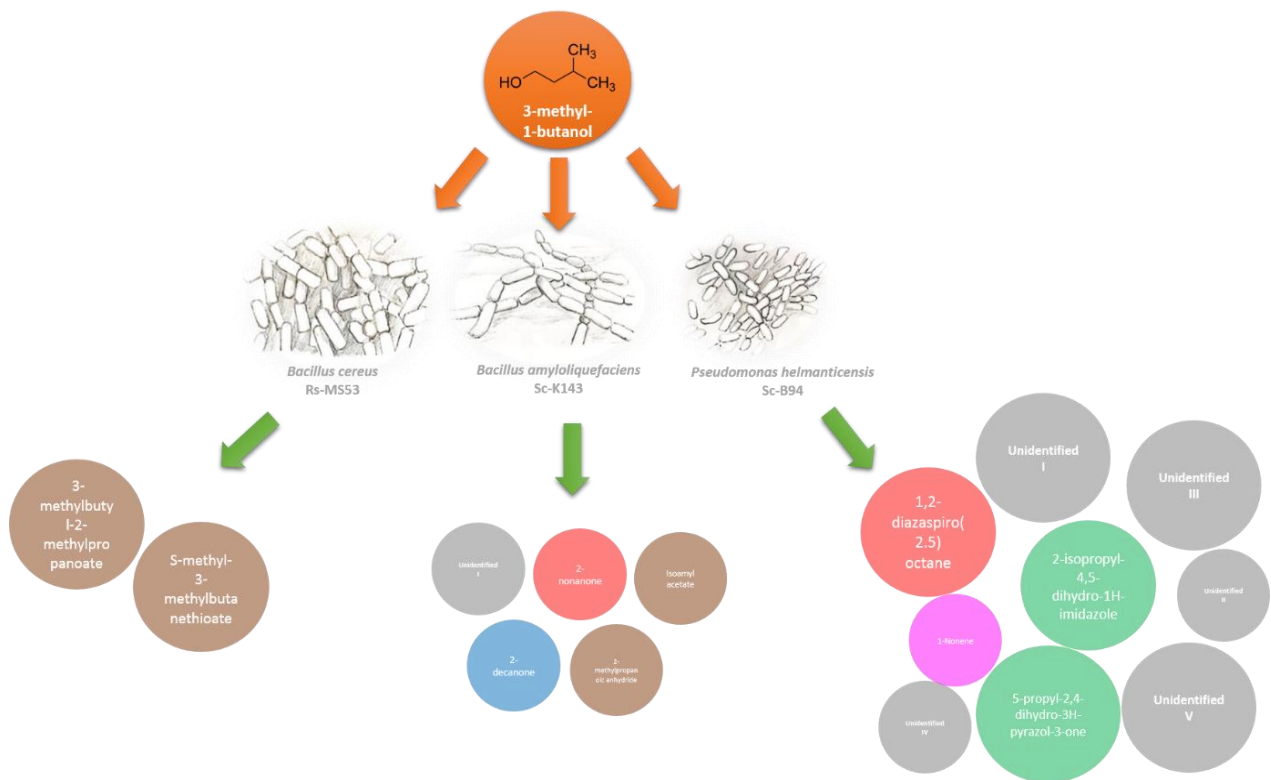 CH3
HO
CH3
3-methyl-
1-butanol
Bacillus cereus
Rs-MS53
Bacillus amyloliquefaciens
Sc-K143
Pseudomonas helmanticensis
Sc-B94
3-
methylbuty
l-2-
methylpro
panoate
S-methyl-
3-
methylbuta
nethioate
Unidentified
I
2-
nonanone
Isoamyl
acetate
2-
decanone
2-
methylpropan
oic anhydride
Unidentified
I
Unidentified
III
1,2-
diazaspiro(
2.5)
octane
2-isopropyl-
4,5-
dihydro-1H-
imidazole
Unidentified
II
1-Nonene
Unidentified
IV
5-propyl-2,4-
dihydro-3H-
pyrazol-3-one
Unidentified
V